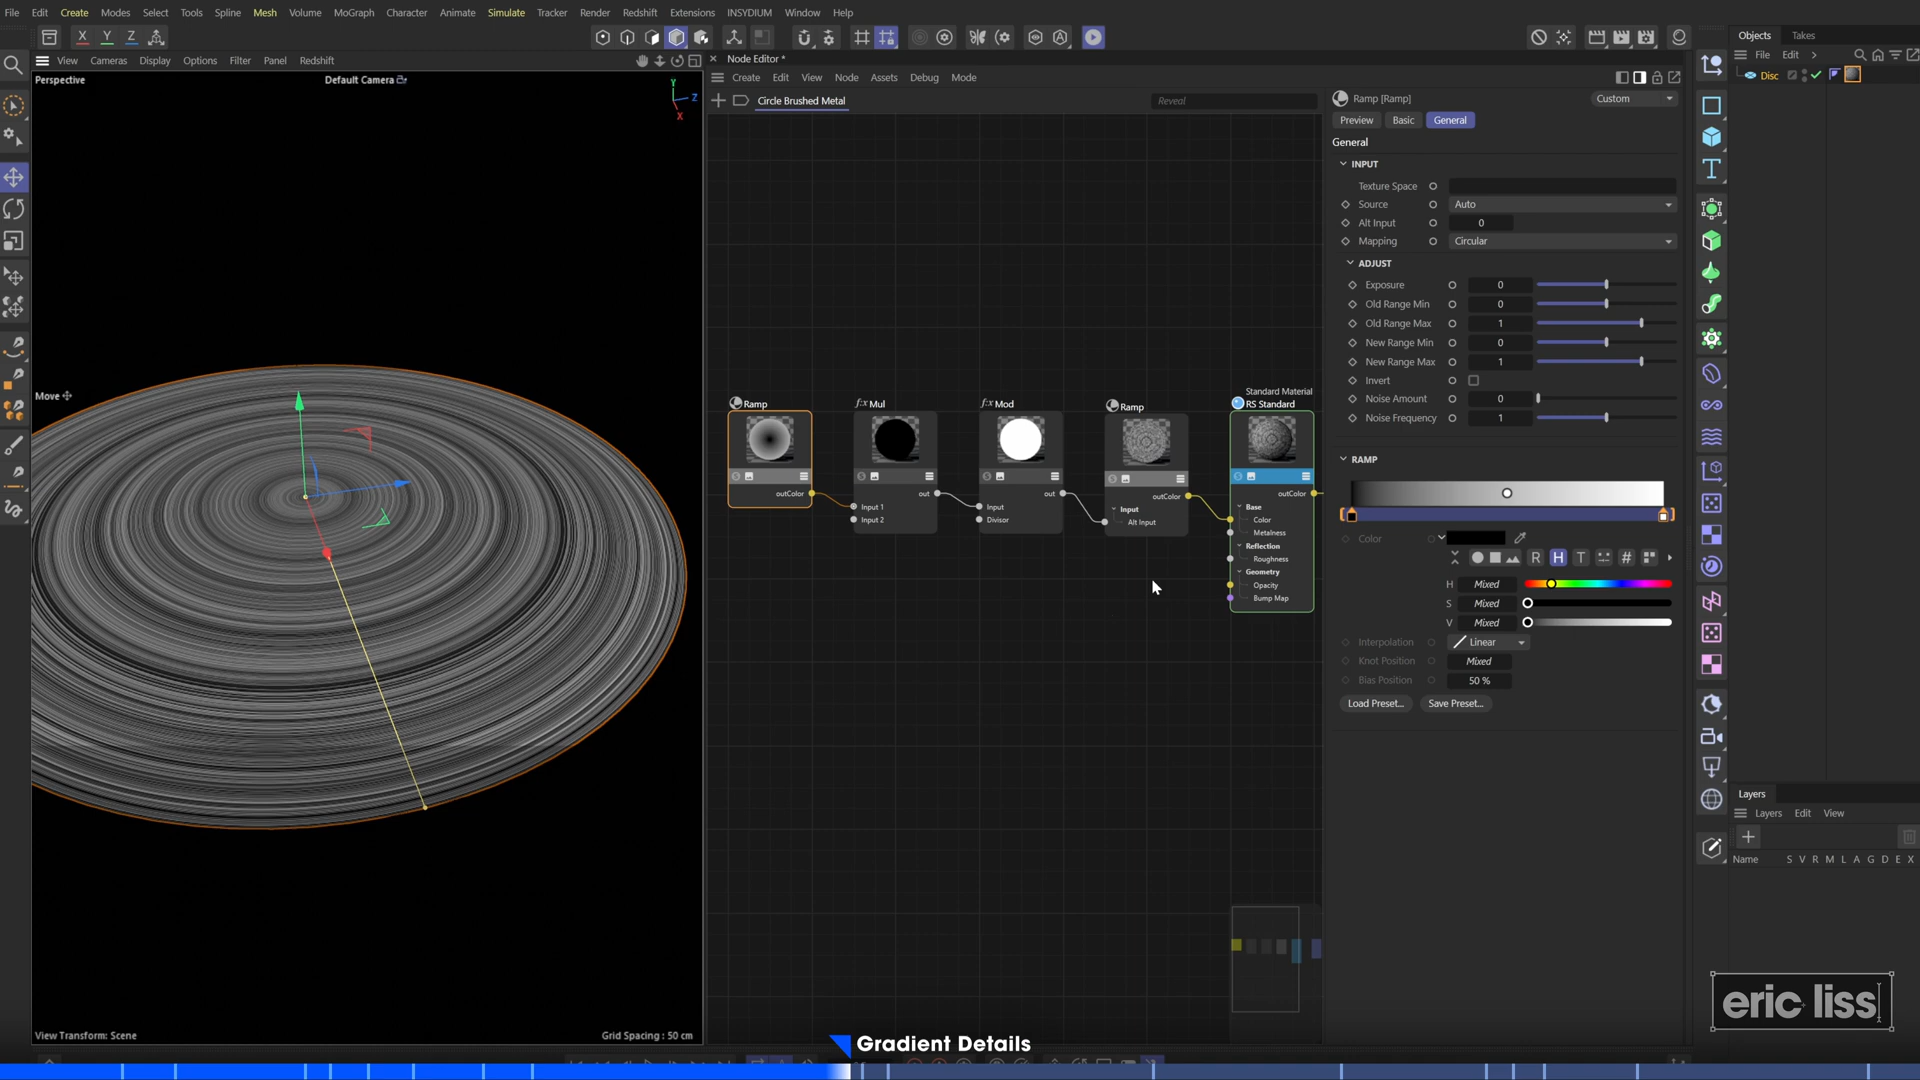 File Edit Create Modes Select Tools Spline Mesh Volume MoGraph Character Animate Simulate Tracker Render Redshift Extensions INSYDIUM Window Help
X Y Z
View Cameras Display Options Filter Panel Redshift
Perspective
Default Camera
Y
Z
X
Move
View Transform: Scene
Grid Spacing : 50 cm
Node Editor *
Create Edit View Node Assets Debug Mode
Circle Brushed Metal
Reveal
Ramp
outColor
f:x Mul
out
Input 1
Input 2
f:x Mod
out
Input
Divisor
Ramp
outColor
Input
Alt Input
Standard Material
RS Standard
outColor
Base
Color
Metalness
Reflection
Roughness
Geometry
Opacity
Bump Map
Ramp [Ramp]
Custom
Preview Basic General
General
INPUT
Texture Space
Source Auto
Alt Input 0
Mapping Circular
ADJUST
Exposure 0
Old Range Min 0
Old Range Max 1
New Range Min 0
New Range Max 1
Invert
Noise Amount 0
Noise Frequency 1
RAMP
Color
R H T #
H Mixed
S Mixed
V Mixed
Interpolation Linear
Knot Position Mixed
Bias Position 50 %
Load Preset... Save Preset...
Objects Takes
File Edit
Disc
Layers
Layers Edit View
Name S V R M L A G D E X
eric liss
Gradient Details